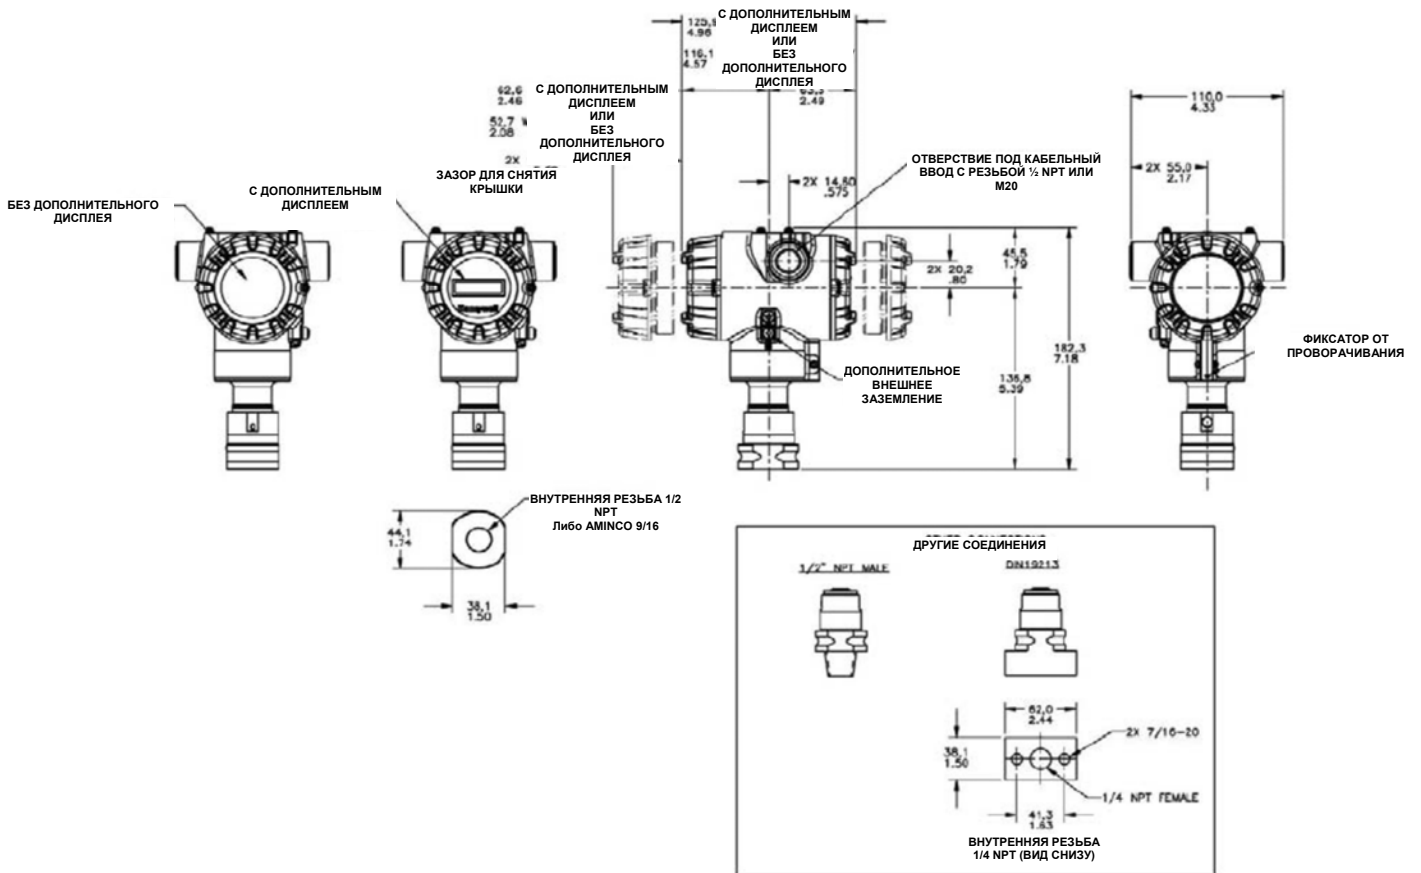 С ДОПОЛНИТЕЛЬНЫМ
ДИСПЛЕЕМ
ИЛИ
БЕЗ
ДОПОЛНИТЕЛЬНОГО
ДИСПЛЕЯ
4.96
116.1
4.57
62.6
2.46
2.08
2X
С ДОПОЛНИТЕЛЬНЫМ
ДИСПЛЕЕМ
ИЛИ
БЕЗ
ДОПОЛНИТЕЛЬНОГО
ДИСПЛЕЯ
2.49
ЗАЗОР ДЛЯ СНЯТИЯ
КРЫШКИ
110,0
4.33
2X 55,0
2.17
ОТВЕРСТВИЕ ПОД КАБЕЛЬНЫЙ
ВВОД С РЕЗЬБОЙ ½ NPT ИЛИ
M20
2X 14,60
.575
БЕЗ ДОПОЛНИТЕЛЬНОГО
ДИСПЛЕЯ
С ДОПОЛНИТЕЛЬНЫМ
ДИСПЛЕЕМ
2X 20,2
.80
45,5
1.79
182,3
7.18
136,8
5.39
ДОПОЛНИТЕЛЬНОЕ
ВНЕШНЕЕ
ЗАЗЕМЛЕНИЕ
ФИКСАТОР ОТ
ПРОВОРАЧИВАНИЯ
ВНУТРЕННЯЯ РЕЗЬБА 1/2
NPT
Либо AMINCO 9/16
44,1
1.74
38,1
1.50
ДРУГИЕ СОЕДИНЕНИЯ
1/2" NPT MALE
DN19213
62,0
2.44
2X 7/16-20
38,1
1.50
1/4 NPT FEMALE
41,3
1.63
ВНУТРЕННЯЯ РЕЗЬБА
1/4 NPT (ВИД СНИЗУ)